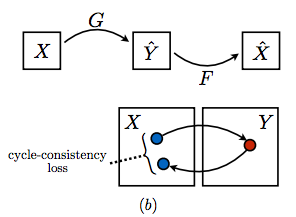 G
X Ŷ X̂
F
X Y
cycle-consistency
loss
(b)